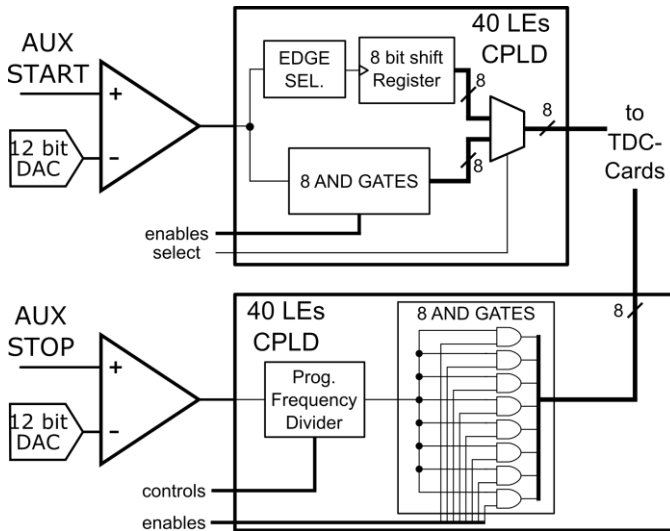 AUX
START
+
12 bit
DAC
−
EDGE
SEL.
8 bit shift
Register
40 LEs
CPLD
8
8
8
8 AND GATES
enables
select
to
TDC-
Cards
AUX
STOP
+
12 bit
DAC
−
40 LEs
CPLD
Prog.
Frequency
Divider
8 AND GATES
8
controls
enables